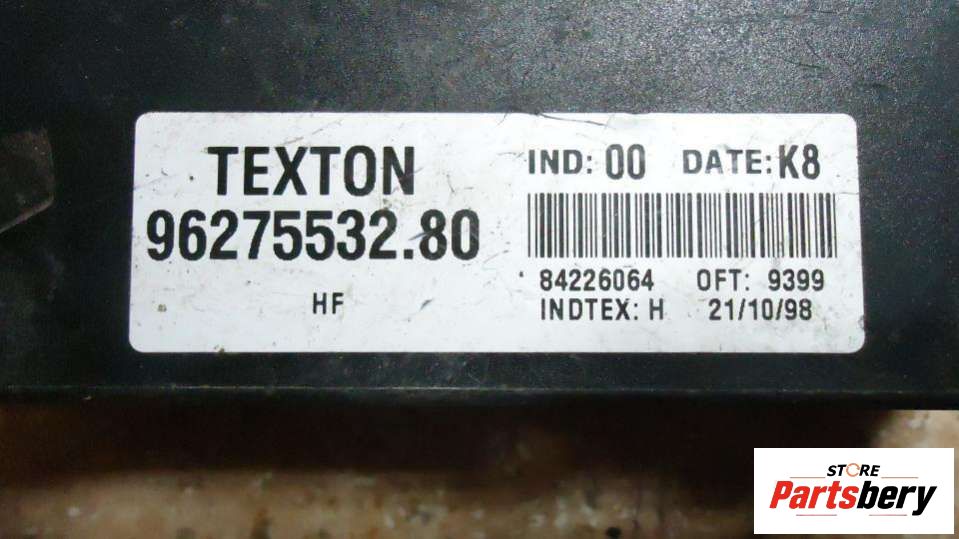 TEXTON
96275532.80
HF
IND: 00 DATE: K8
84226064 OFT: 9399
INDTEX: H 21/10/98
STORE
Partsbery